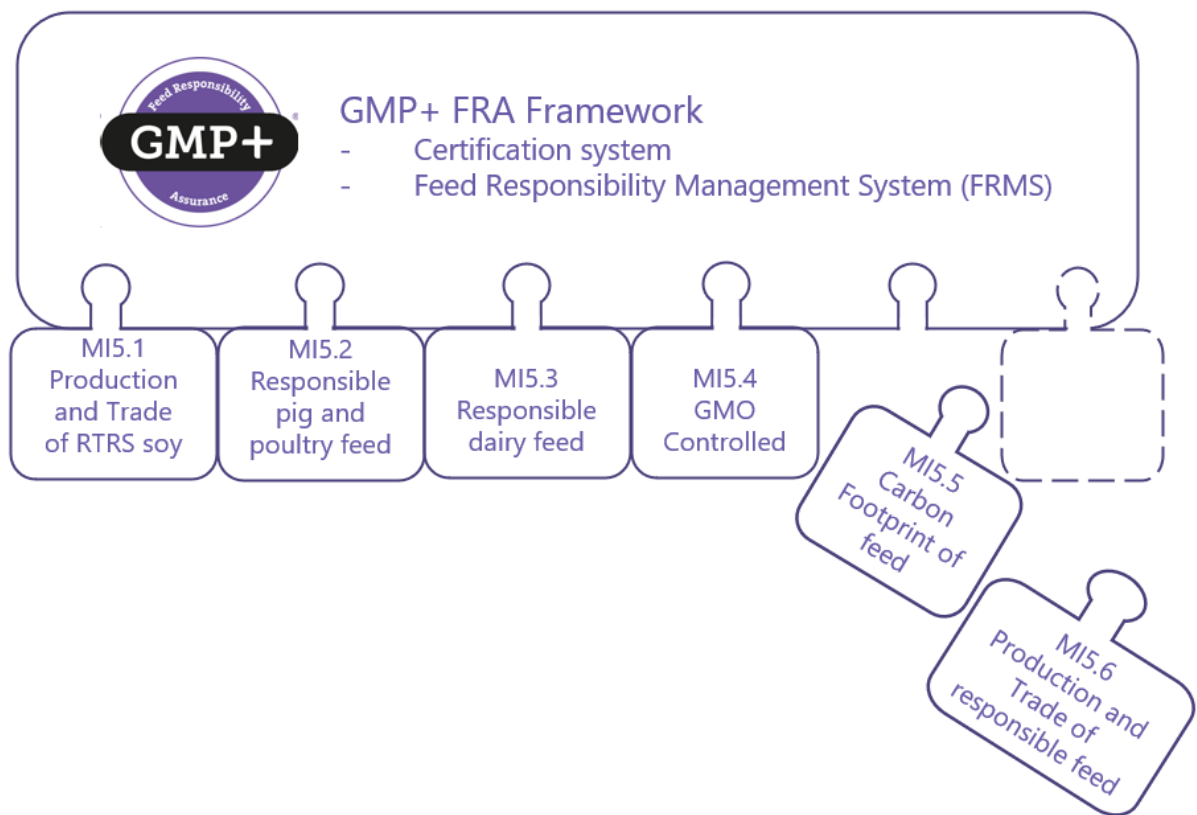 Feed Responsibility
GMP+
®
Assurance
GMP+ FRA Framework
- Certification system
- Feed Responsibility Management System (FRMS)
MI5.1
Production
and Trade
of RTRS soy
MI5.2
Responsible
pig and
poultry feed
MI5.3
Responsible
dairy feed
MI5.4
GMO
Controlled
MI5.5
Carbon
Footprint of
feed
MI5.6
Production and
Trade of
responsible feed